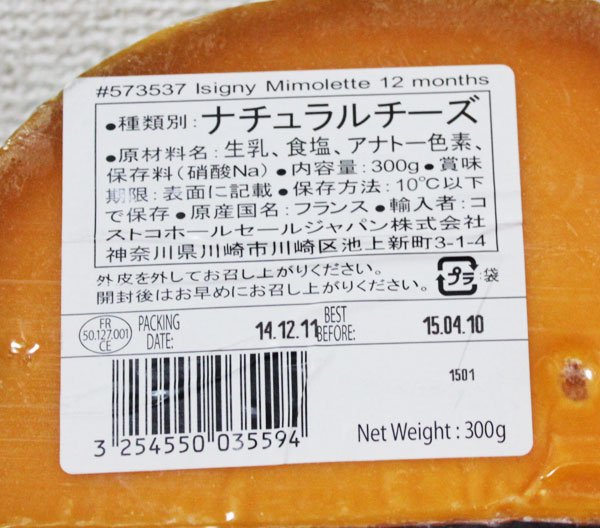 #573537 Isigny Mimolette 12 months
●種類別:ナチュラルチーズ
●原材料名:生乳、食塩、アナトー色素、
保存料(硝酸Na)●内容量:300g●賞味
期限:表面に記載●保存方法:10℃以下
で保存●原産国名:フランス●輸入者:コ
ストコホールセールジャパン株式会社
神奈川県川崎市川崎区池上新町3-1-4
外皮を外してお召し上がりください。
開封後はお早めにお召し上がりください。
プラ:袋
FR
50.127.001
CE
PACKING DATE: 14.12.11 BEST BEFORE: 15.04.10
1501
3 254550 035594
Net Weight : 300g